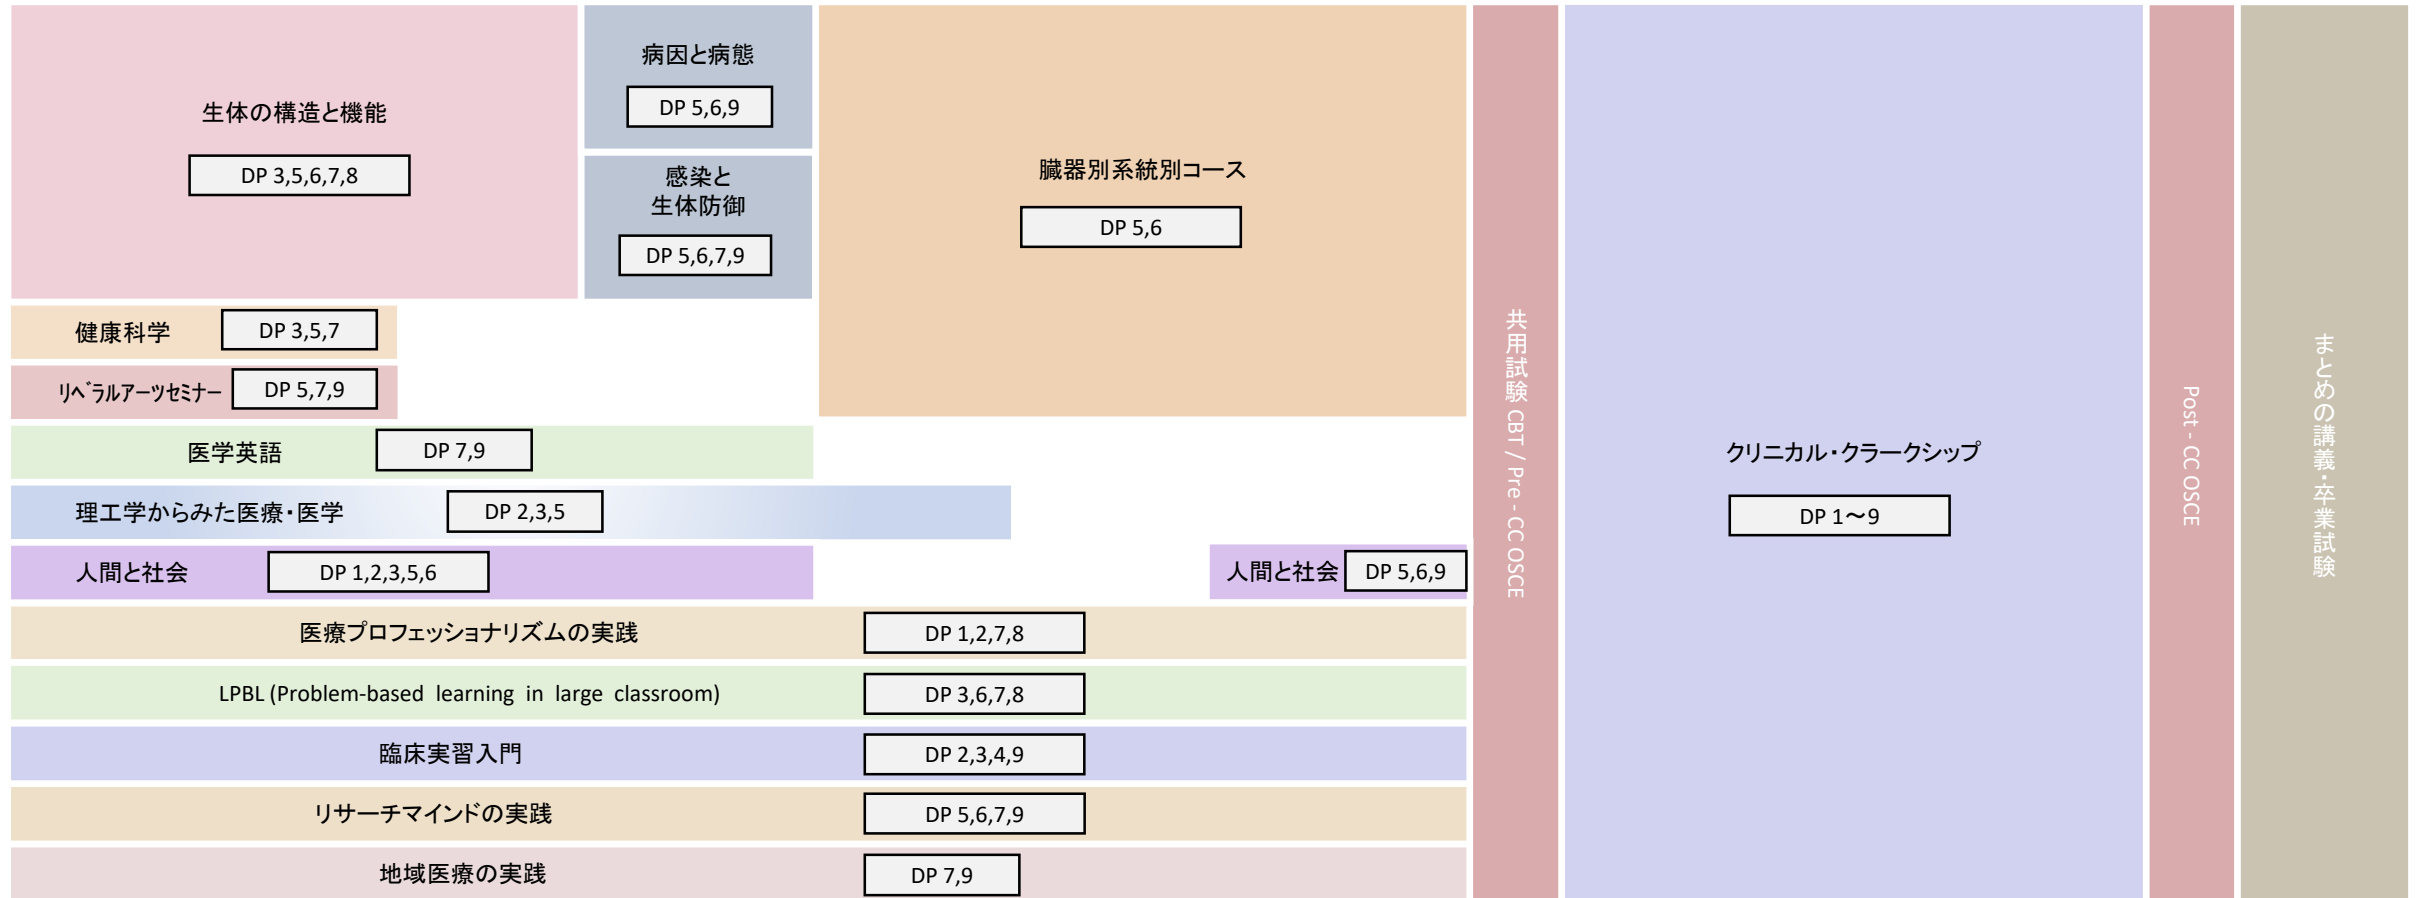 生体の構造と機能
DP 3,5,6,7,8
病因と病態
DP 5,6,9
感染と
生体防御
DP 5,6,7,9
臓器別系統別コース
DP 5,6
健康科学
DP 3,5,7
リベラルアーツセミナー
DP 5,7,9
医学英語
DP 7,9
理工学からみた医療・医学
DP 2,3,5
人間と社会
DP 1,2,3,5,6
人間と社会
DP 5,6,9
医療プロフェッショナリズムの実践
DP 1,2,7,8
LPBL (Problem-based learning in large classroom)
DP 3,6,7,8
臨床実習入門
DP 2,3,4,9
リサーチマインドの実践
DP 5,6,7,9
地域医療の実践
DP 7,9
共用試験 CBT / Pre - CC OSCE
クリニカル・クラークシップ
DP 1～9
Post - CC OSCE
まとめの講義・卒業試験